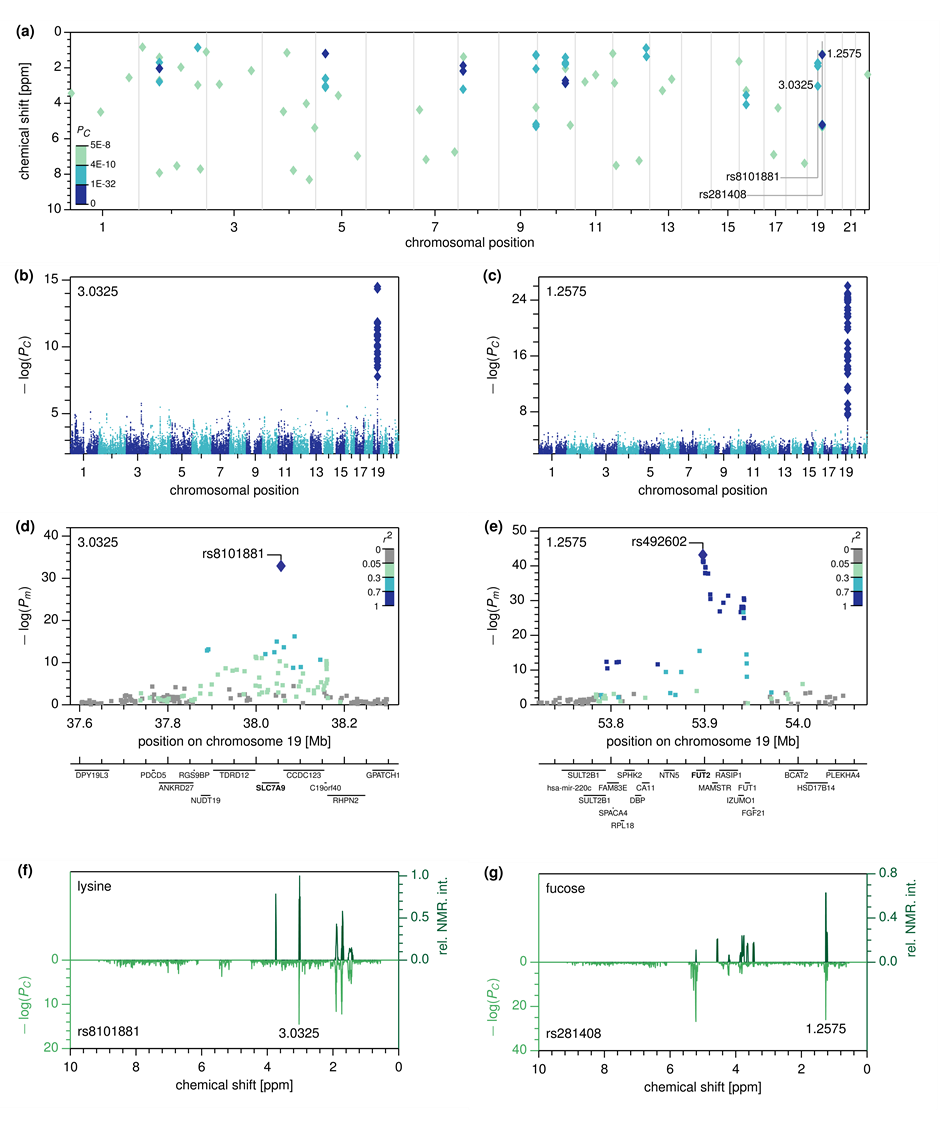 (a)
0
2
4
6
8
10
chemical shift [ppm]
P_C
5E-8
4E-10
1E-32
0
1.2575
3.0325
rs8101881
rs281408
1 3 5 7 9 11 13 15 17 19 21
chromosomal position
(b)
3.0325
15
10
5
— log(P_C)
1 3 5 7 9 11 13 15 17 19
chromosomal position
(c)
1.2575
24
16
8
— log(P_C)
1 3 5 7 9 11 13 15 17 19
chromosomal position
(d)
3.0325
rs8101881
r²
0
0.05
0.3
0.7
1
40
30
20
10
0
— log(P_m)
37.6 37.8 38.0 38.2
position on chromosome 19 [Mb]
DPY19L3 PDCD5 RGS9BP TDRD12 CCDC123 GPATCH1
ANKRD27 SLC7A9 C19orf40
NUDT19 RHPN2
(e)
1.2575
rs492602
r²
0
0.05
0.3
0.7
1
50
40
30
20
10
0
— log(P_m)
53.8 53.9 54.0
position on chromosome 19 [Mb]
SULT2B1 SPHK2 NTN5 FUT2 RASIP1 BCAT2 PLEKHA4
hsa-mir-220c FAM83E CA11 MAMSTR FUT1 HSD17B14
SULT2B1 DBP IZUMO1
SPACA4 FGF21
RPL18
(f)
lysine
1.0
0.5
0.0
rel. NMR. int.
0
10
20
— log(P_C)
rs8101881
3.0325
10 8 6 4 2 0
chemical shift [ppm]
(g)
fucose
0.8
0.4
0.0
rel. NMR. int.
0
20
40
— log(P_C)
rs281408
1.2575
10 8 6 4 2 0
chemical shift [ppm]